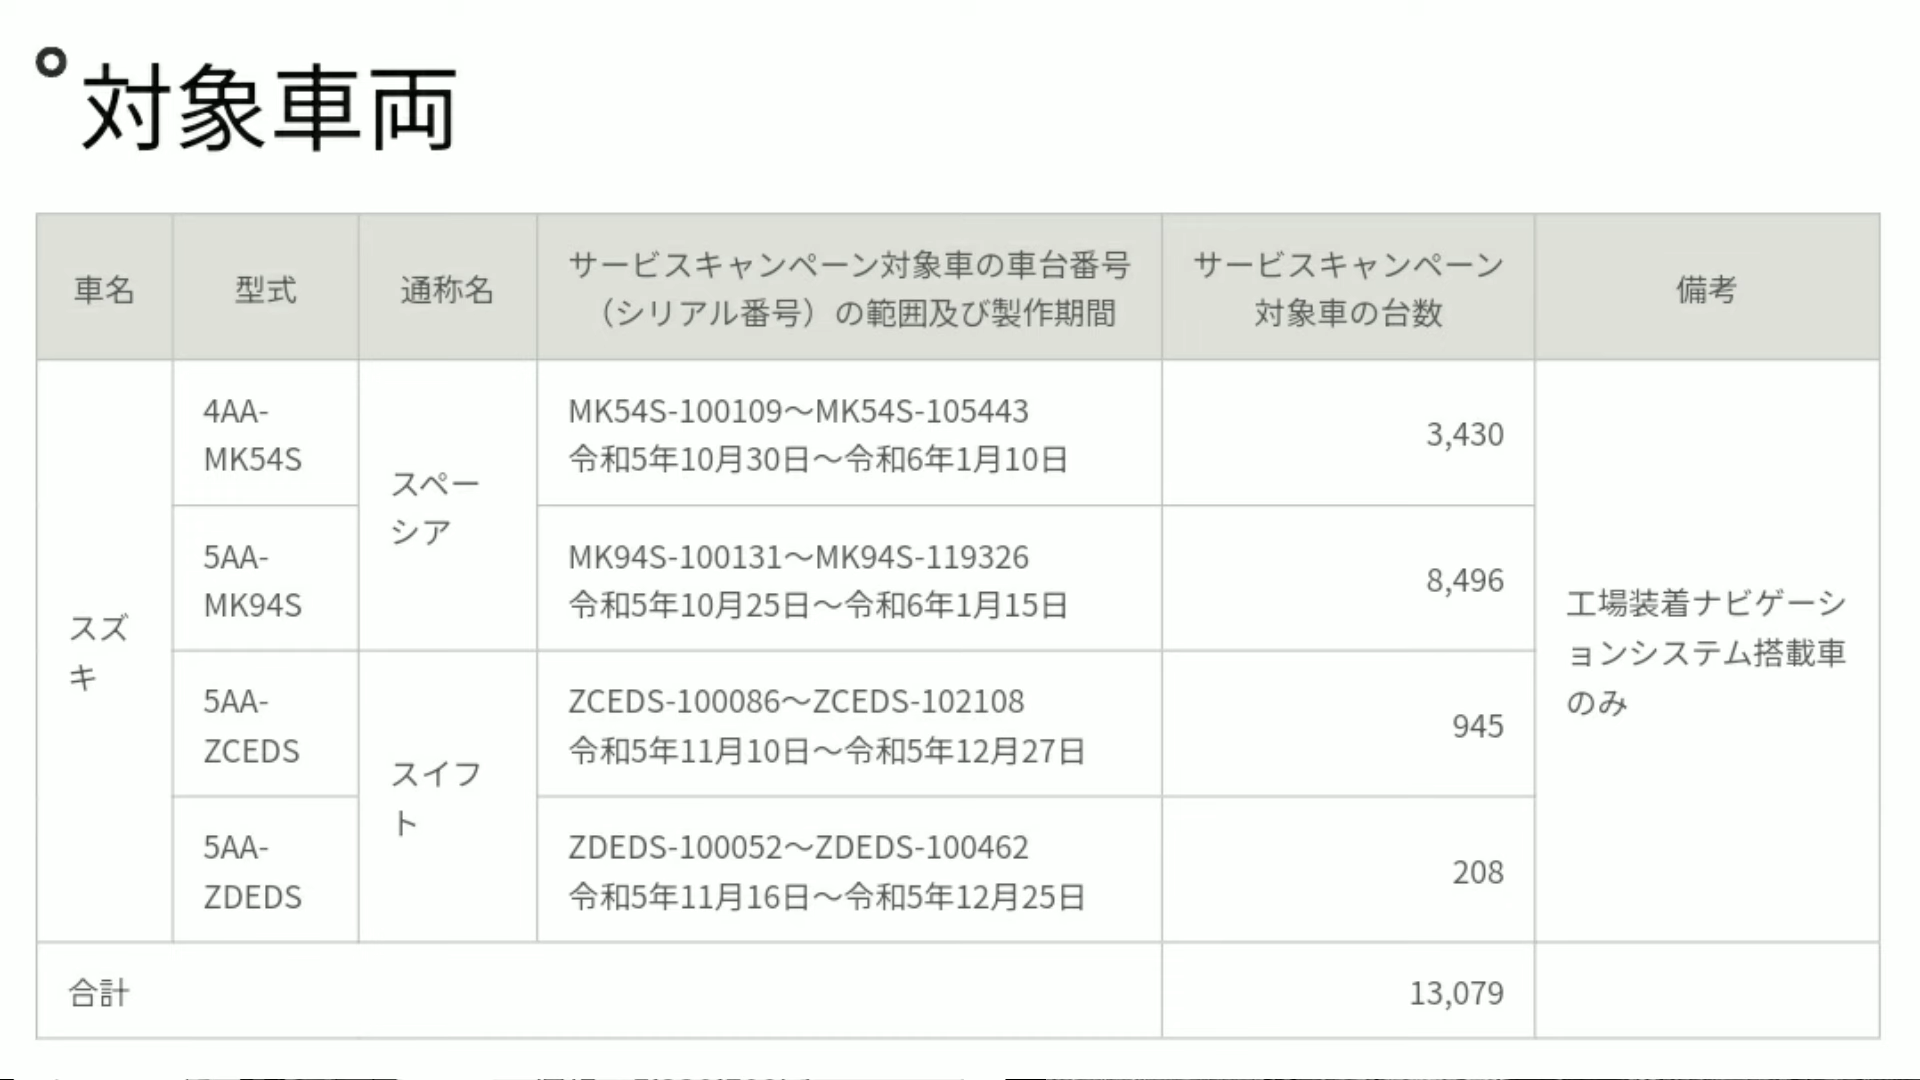 対象車両
車名
型式
通称名
サービスキャンペーン対象車の車台番号
（シリアル番号）の範囲及び製作期間
サービスキャンペーン
対象車の台数
備考
スズ
キ
4AA-
MK54S
スペー
シア
MK54S-100109～MK54S-105443
令和5年10月30日～令和6年1月10日
3,430
工場装着ナビゲーシ
ョンシステム搭載車
のみ
5AA-
MK94S
MK94S-100131～MK94S-119326
令和5年10月25日～令和6年1月15日
8,496
5AA-
ZCEDS
スイフ
ト
ZCEDS-100086～ZCEDS-102108
令和5年11月10日～令和5年12月27日
945
5AA-
ZDEDS
ZDEDS-100052～ZDEDS-100462
令和5年11月16日～令和5年12月25日
208
合計
13,079